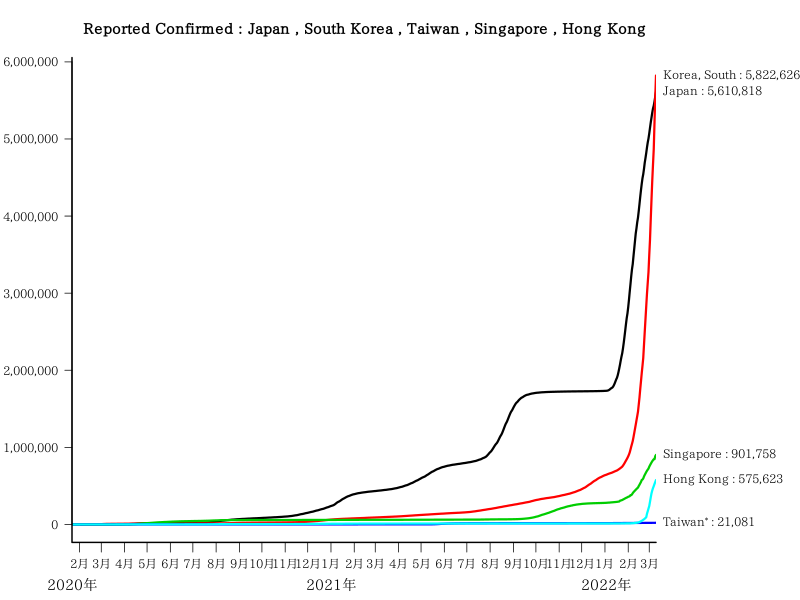 Reported Confirmed : Japan , South Korea , Taiwan , Singapore , Hong Kong
6,000,000
Korea, South : 5,822,626
Japan : 5,610,818
5,000,000
4,000,000
3,000,000
2,000,000
1,000,000
Singapore : 901,758
Hong Kong : 575,623
Taiwan* : 21,081
0
2月 3月 4月 5月 6月 7月 8月 9月 10月 11月 12月 1月 2月 3月 4月 5月 6月 7月 8月 9月 10月 11月 12月 1月 2月 3月
2020年 2021年 2022年